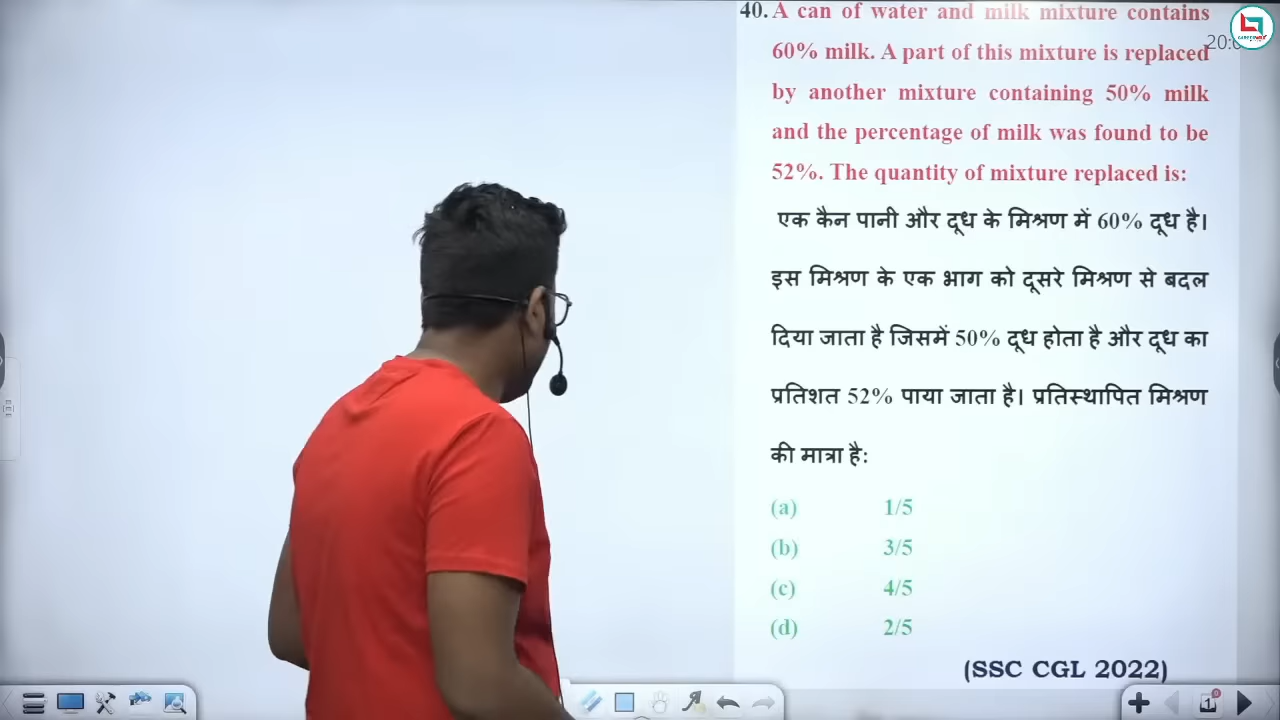 40. A can of water and milk mixture contains
60% milk. A part of this mixture is replaced
by another mixture containing 50% milk
and the percentage of milk was found to be
52%. The quantity of mixture replaced is:
एक कैन पानी और दूध के मिश्रण में 60% दूध है।
इस मिश्रण के एक भाग को दूसरे मिश्रण से बदल
दिया जाता है जिसमें 50% दूध होता है और दूध का
प्रतिशत 52% पाया जाता है। प्रतिस्थापित मिश्रण
की मात्रा है:
(a) 1/5
(b) 3/5
(c) 4/5
(d) 2/5
(SSC CGL 2022)
1